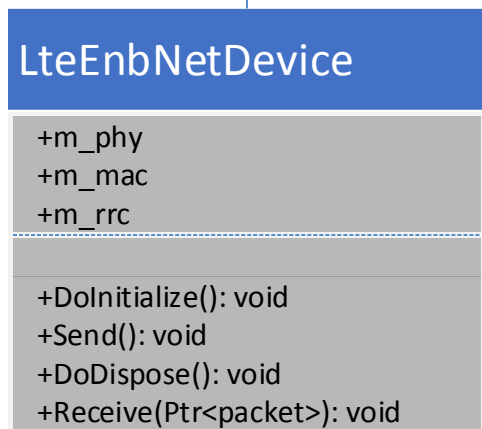 LteEnbNetDevice
+m_phy
+m_mac
+m_rrc
+DoInitialize(): void
+Send(): void
+DoDispose(): void
+Receive(Ptr<packet>): void